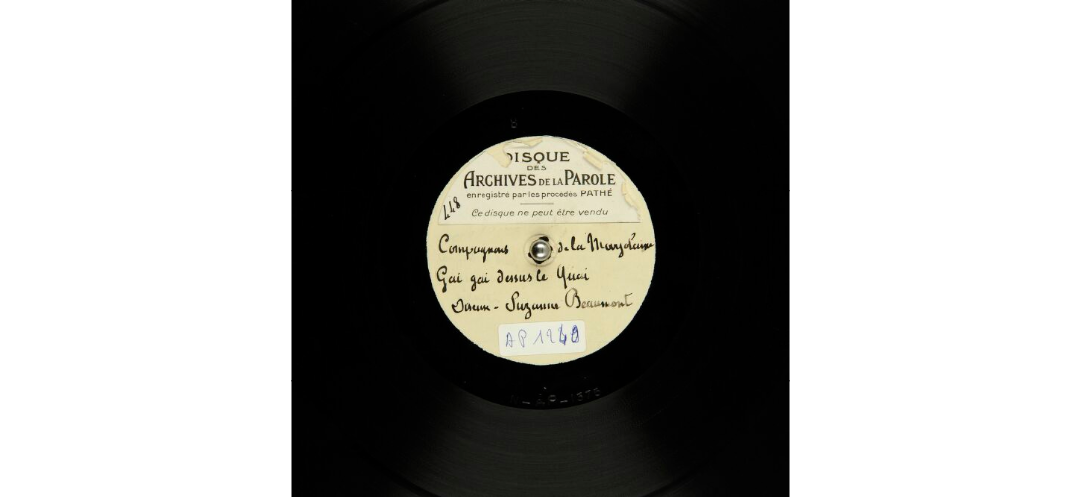 DISQUE
DES
ARCHIVES DE LA PAROLE
enregistré par les procédés PATHÉ
448
Ce disque ne peut être vendu
Compagnons de la Marjolaine
Gai gai dessus le Quai
Suzanne Beaumont
AP 1240